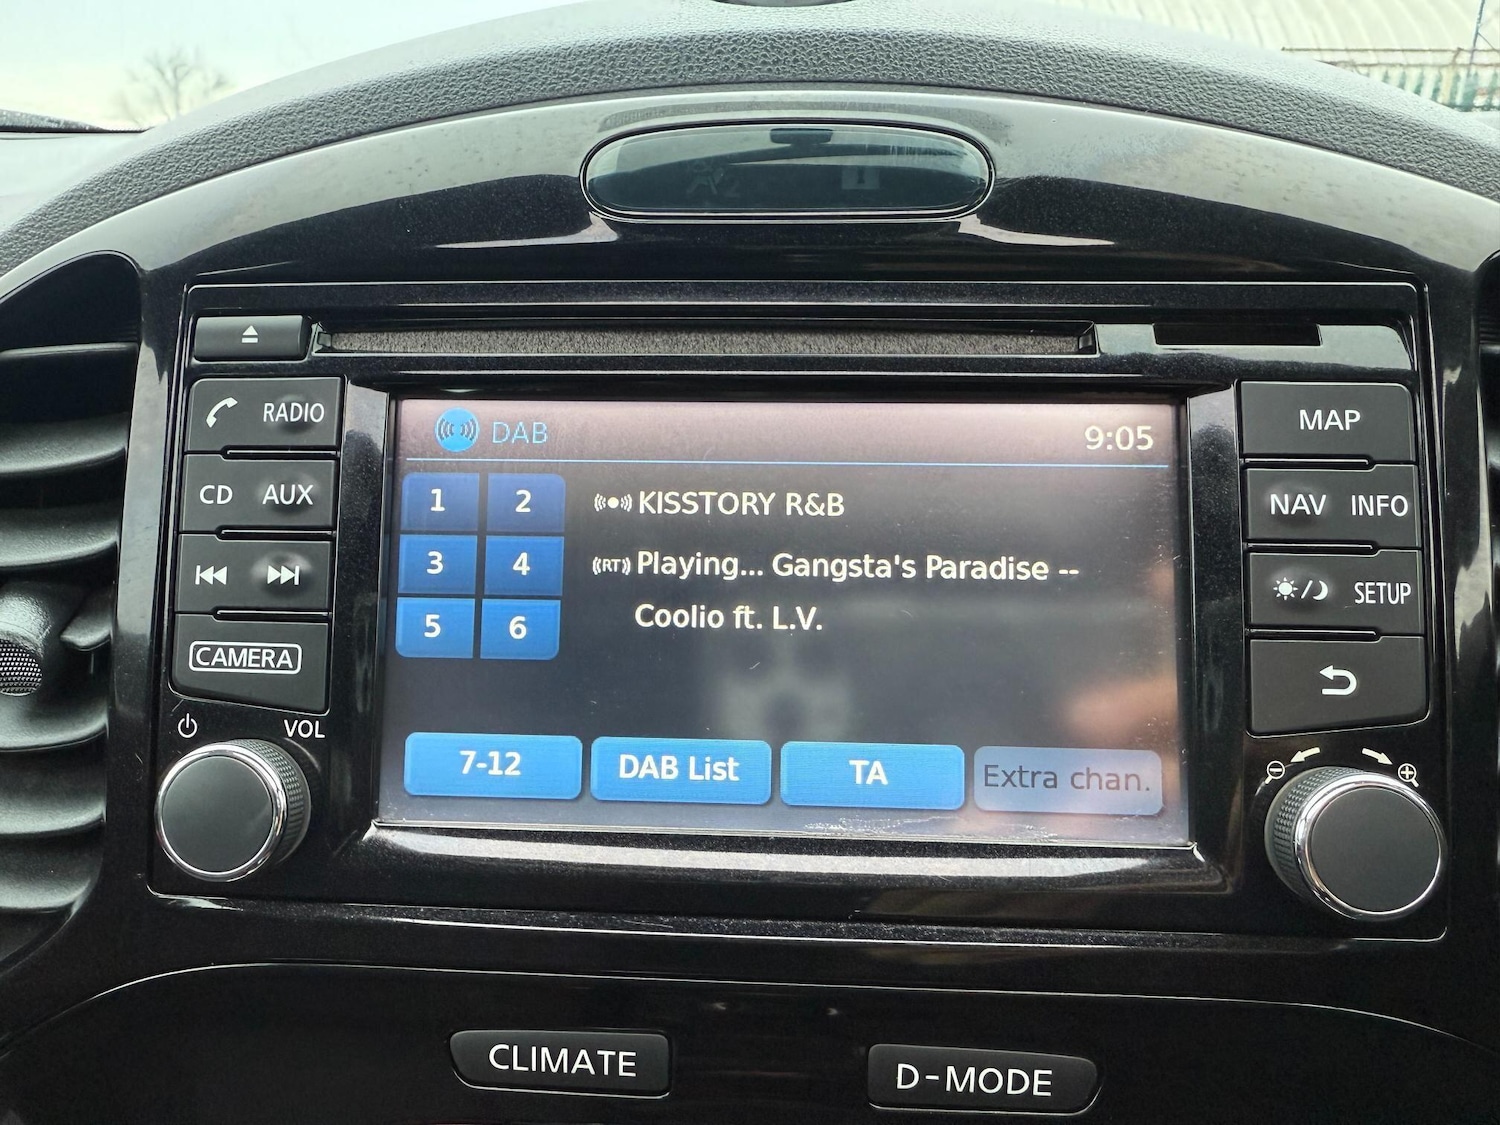 DAB
9:05
1 2
3 4
5 6
KISSTORY R&B
RT Playing... Gangsta's Paradise --
Coolio ft. L.V.
7-12
DAB List
TA
Extra chan.
RADIO
CD AUX
CAMERA
VOL
MAP
NAV INFO
SETUP
CLIMATE
D-MODE